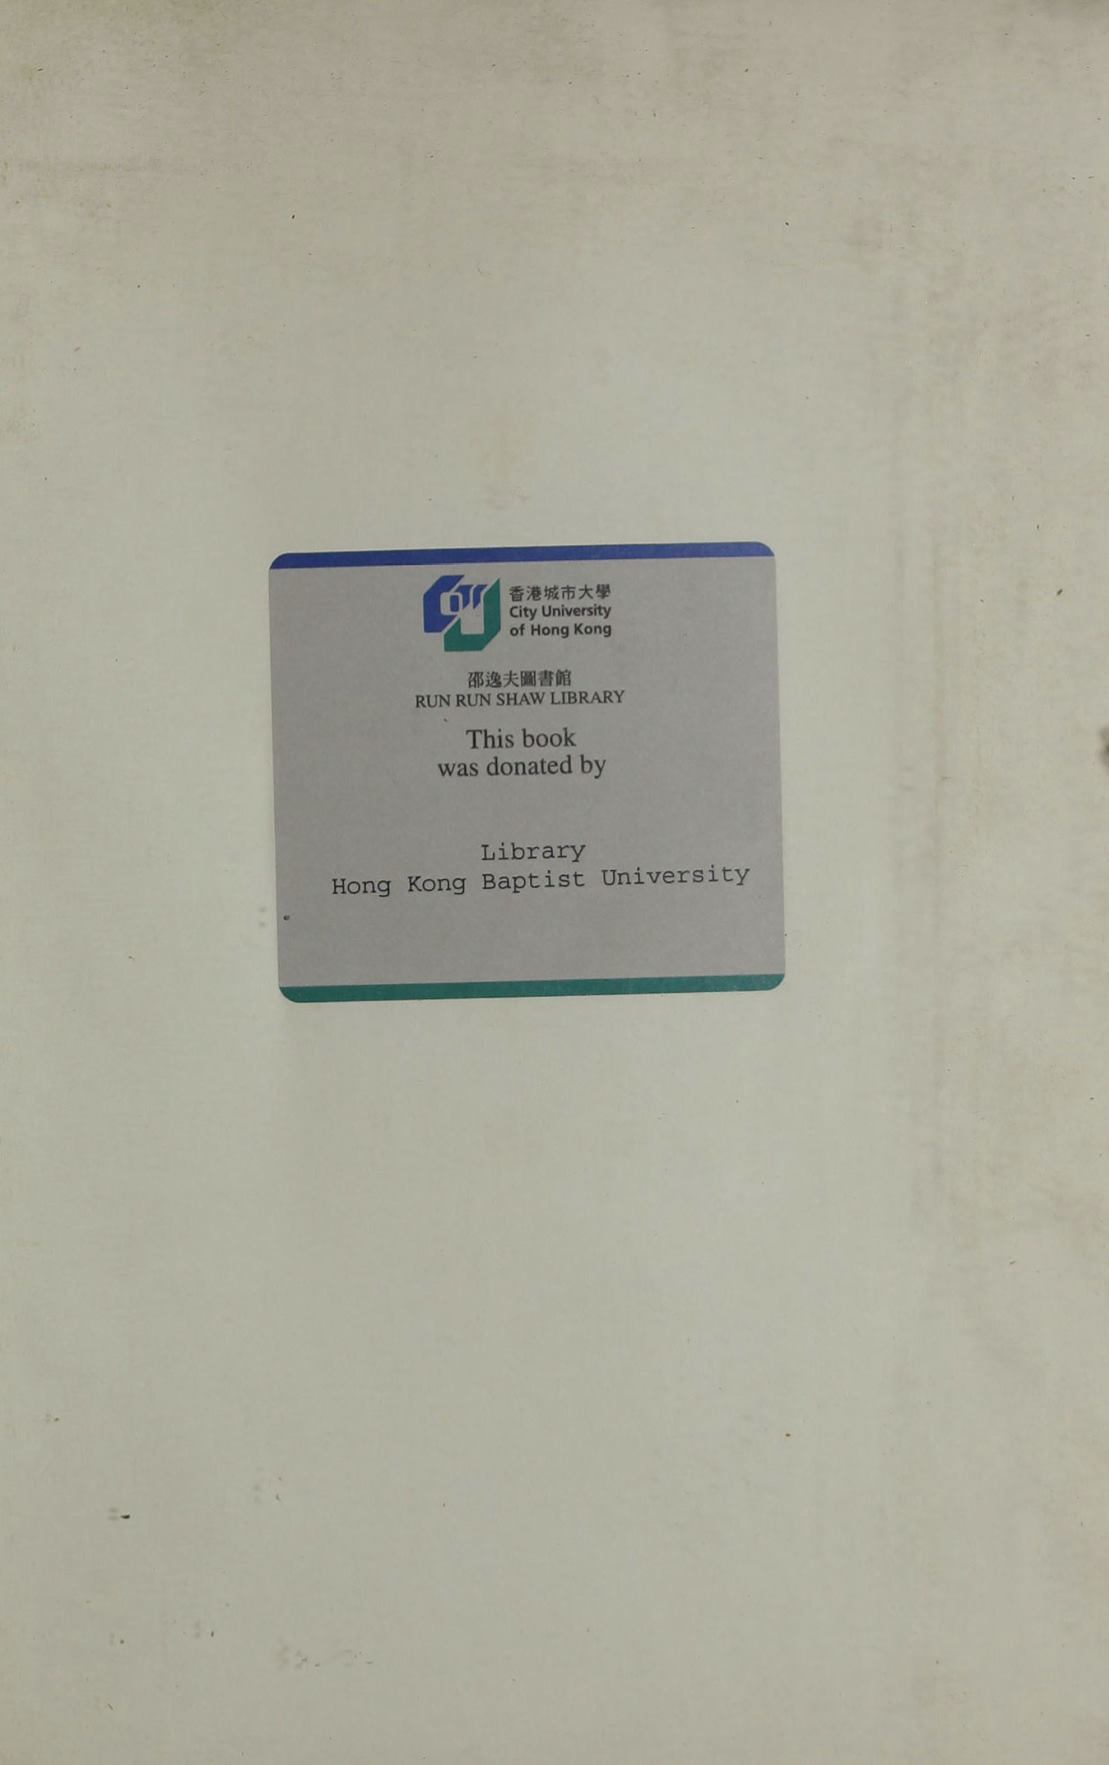 香港城市大學
City University
of Hong Kong
邵逸夫圖書館
RUN RUN SHAW LIBRARY
This book
was donated by
Library
Hong Kong Baptist University